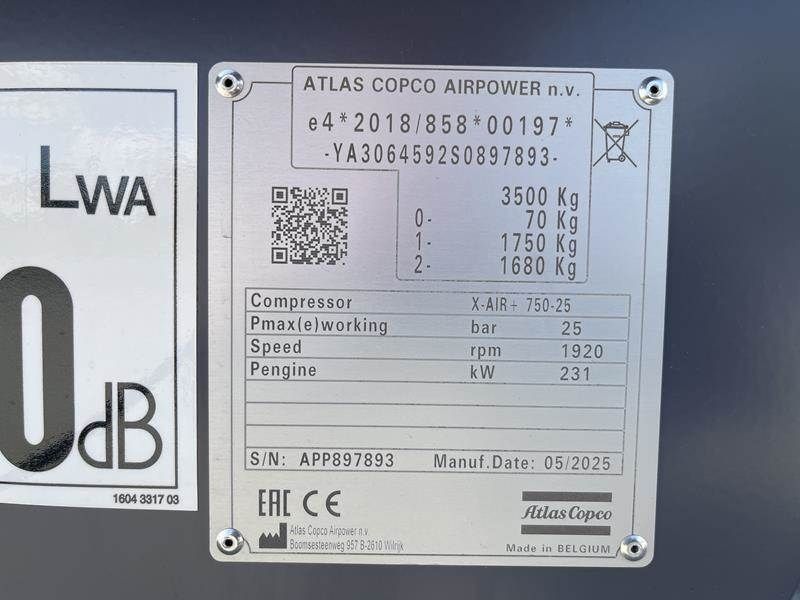 LWA
0
dB
1604 3317 03
ATLAS COPCO AIRPOWER n.v.
e4*2018/858*00197*
-YA3064592S0897893-
3500 Kg
0- 70 Kg
1- 1750 Kg
2- 1680 Kg
Compressor X-AIR+ 750-25
Pmax(e)working bar 25
Speed rpm 1920
Pengine kW 231
S/N: APP897893 Manuf.Date: 05/2025
EAC CE
Atlas Copco Airpower n.v.
Boomsesteenweg 957 B-2610 Wilrijk
Atlas Copco
Made in BELGIUM